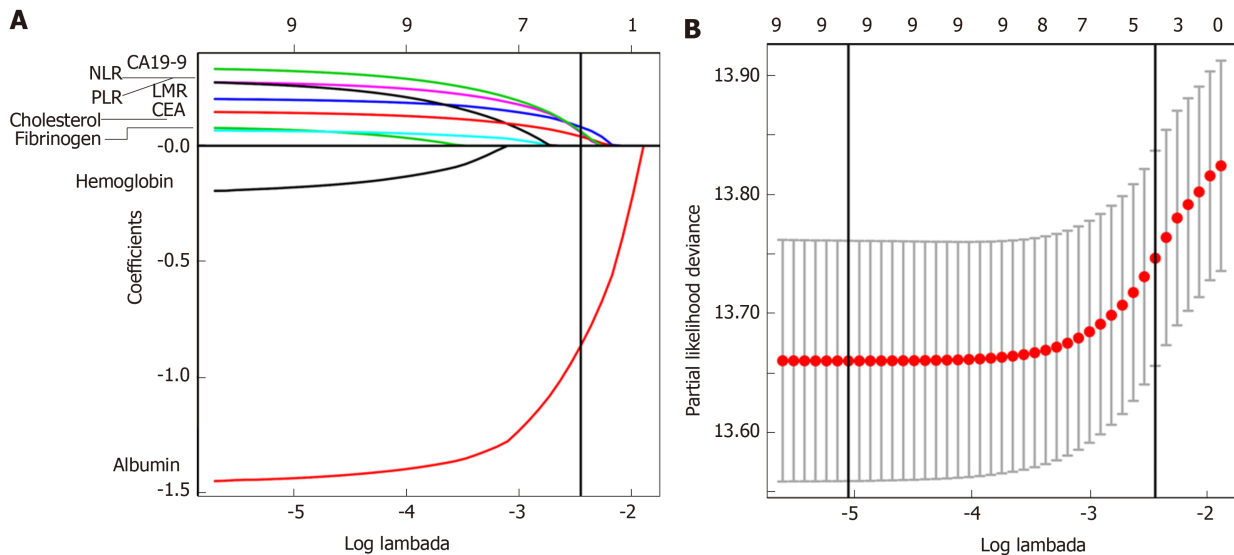 A
9 9 7 1
CA19-9
NLR
PLR
LMR
CEA
Cholesterol
Fibrinogen
-0.0
Hemoglobin
-0.5
Coefficients
-1.0
Albumin
-1.5
-5 -4 -3 -2
Log lambada
B
9 9 9 9 9 9 8 7 5 3 0
13.90
13.80
13.70
13.60
Partial likelihood deviance
-5 -4 -3 -2
Log lambada